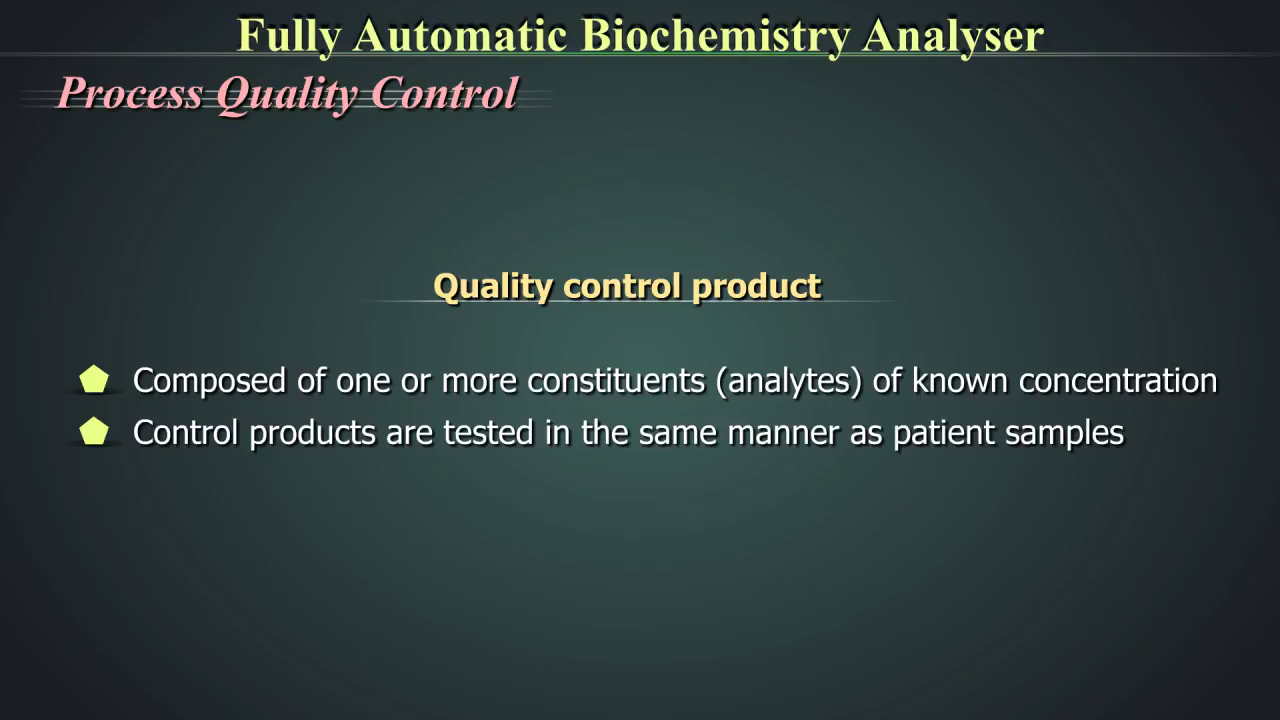 Fully Automatic Biochemistry Analyser
Process Quality Control
Quality control product
Composed of one or more constituents (analytes) of known concentration
Control products are tested in the same manner as patient samples